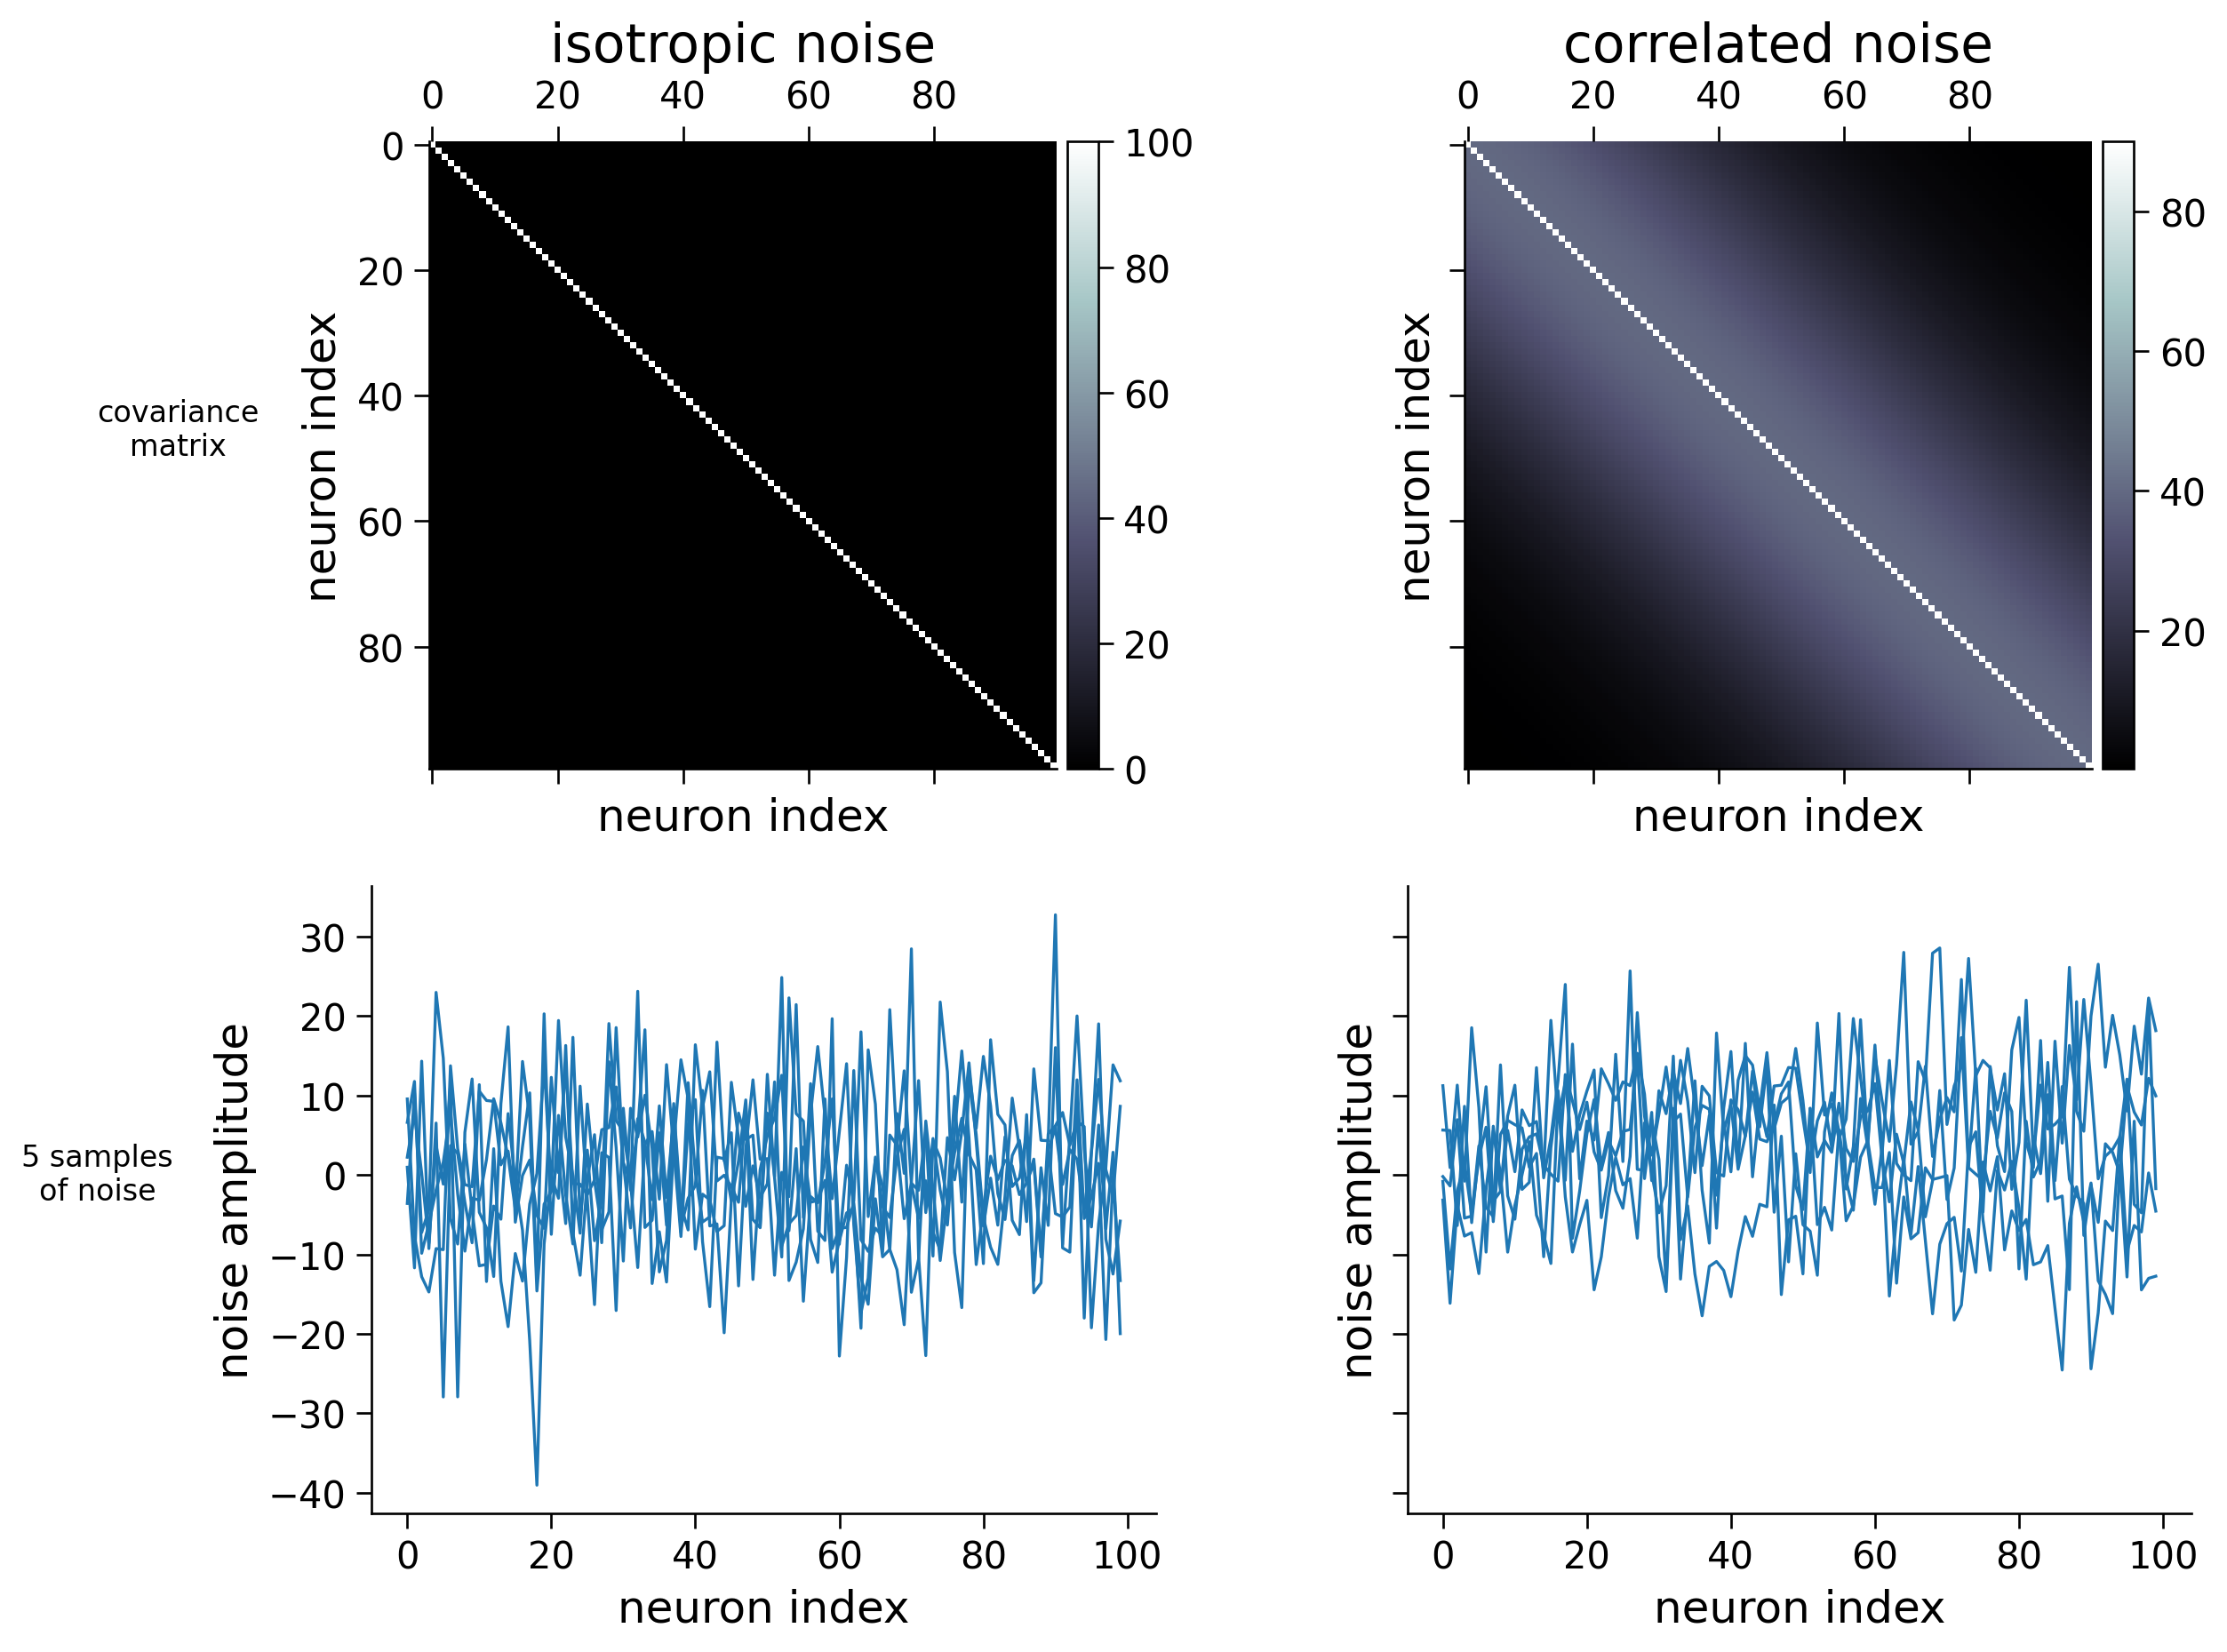 isotropic noise
correlated noise
0 20 40 60 80
0 20 40 60 80
0
20
40
60
80
neuron index
covariance
matrix
100
80
60
40
20
0
neuron index
neuron index
80
60
40
20
neuron index
5 samples
of noise
noise amplitude
30
20
10
0
−10
−20
−30
−40
0 20 40 60 80 100
neuron index
noise amplitude
0 20 40 60 80 100
neuron index